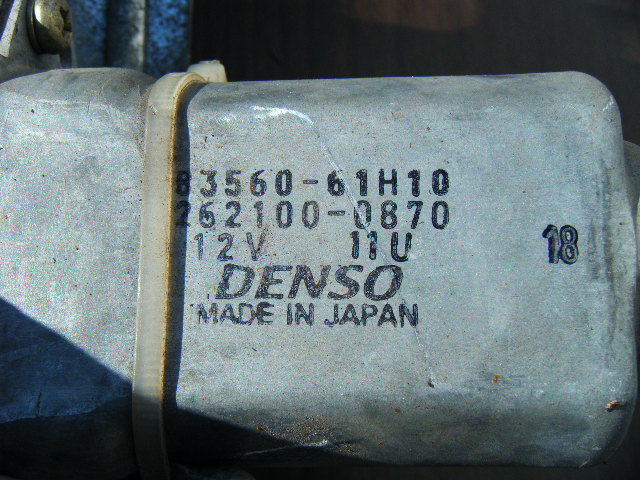 83560-61H10
262100-0870
12V 11U
18
DENSO
MADE IN JAPAN